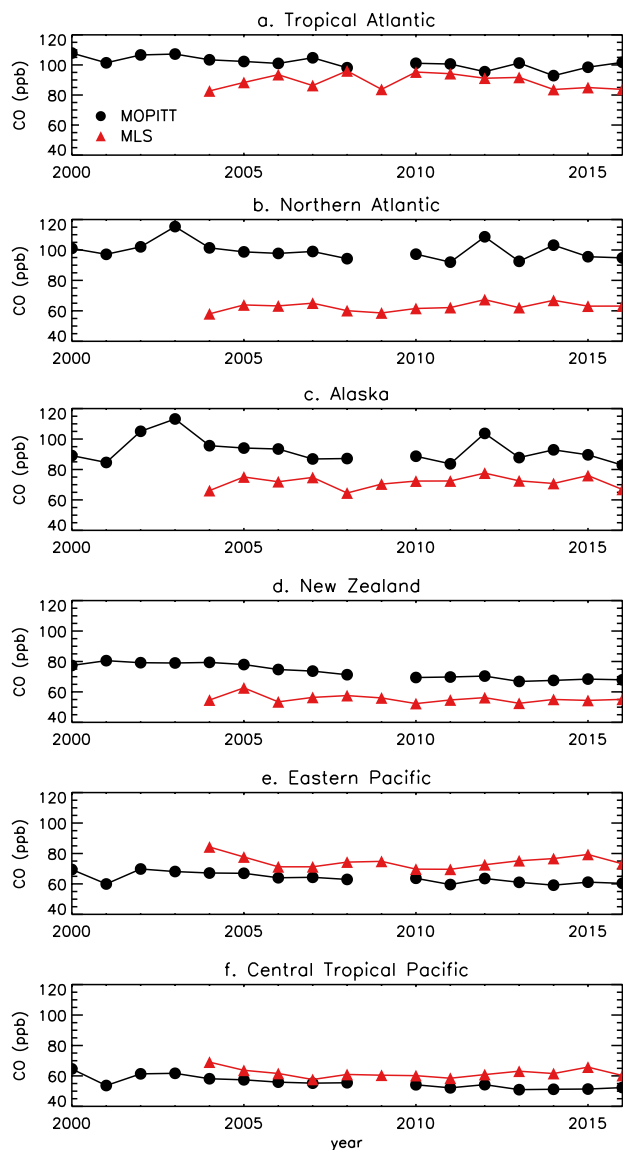 a. Tropical Atlantic
120
100
80
60
40
CO (ppb)
MOPITT
MLS
2000 2005 2010 2015
b. Northern Atlantic
120
100
80
60
40
CO (ppb)
2000 2005 2010 2015
c. Alaska
120
100
80
60
40
CO (ppb)
2000 2005 2010 2015
d. New Zealand
120
100
80
60
40
CO (ppb)
2000 2005 2010 2015
e. Eastern Pacific
120
100
80
60
40
CO (ppb)
2000 2005 2010 2015
f. Central Tropical Pacific
120
100
80
60
40
CO (ppb)
2000 2005 2010 2015
year